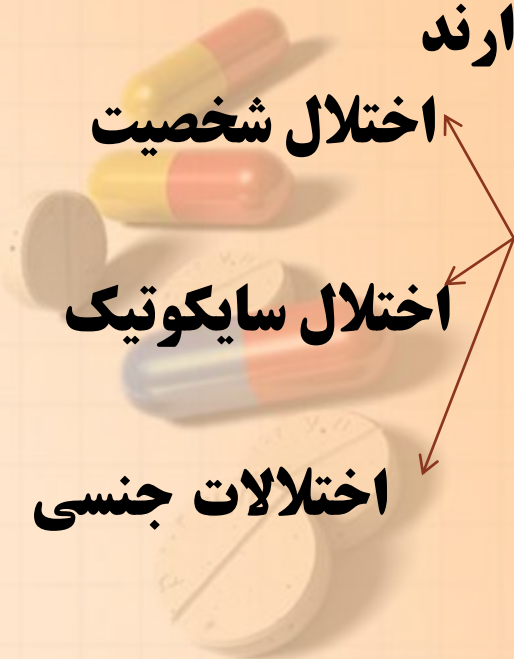 ارند
اختلال شخصیت
اختلال سایکوتیک
اختلالات جنسی